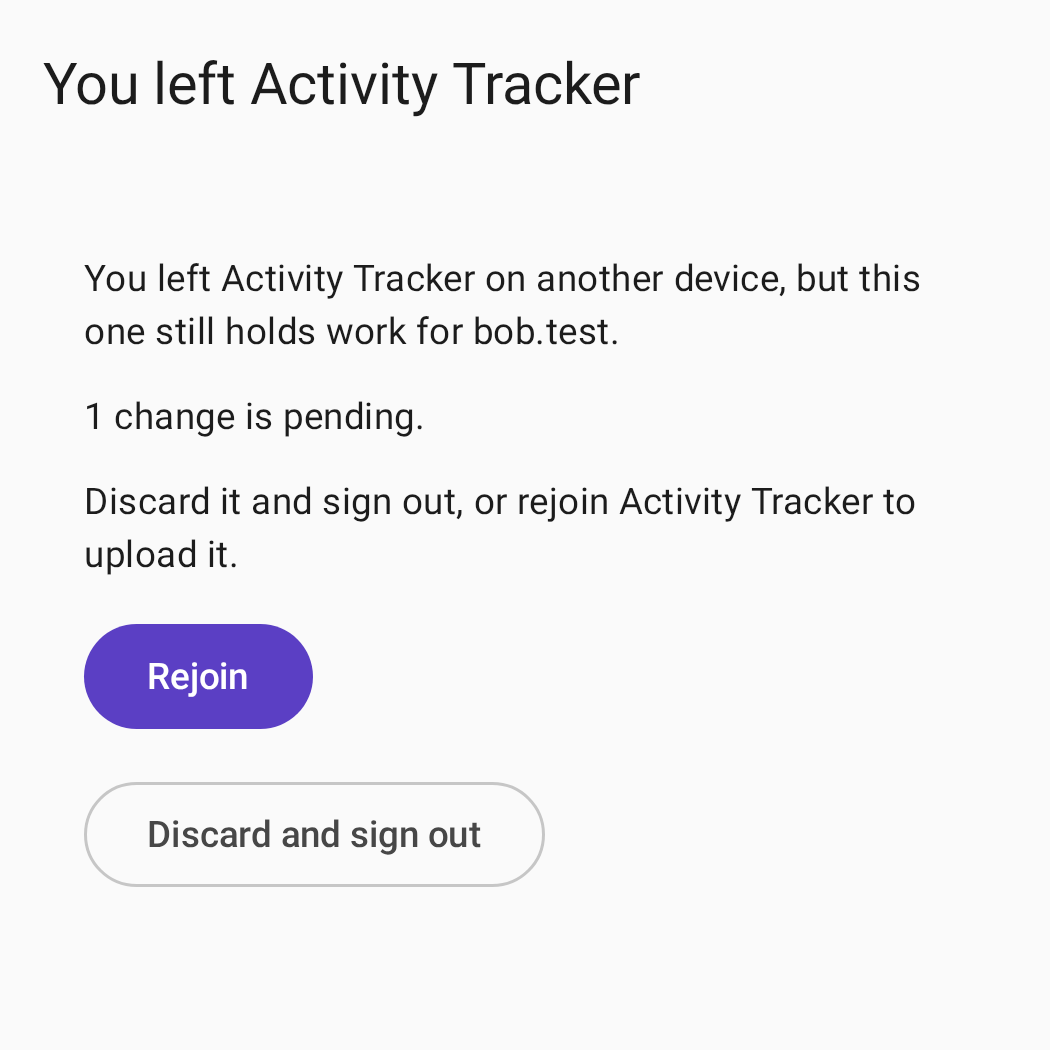 You left Activity Tracker
You left Activity Tracker on another device, but this
one still holds work for bob.test.
1 change is pending.
Discard it and sign out, or rejoin Activity Tracker to
upload it.
Rejoin
Discard and sign out